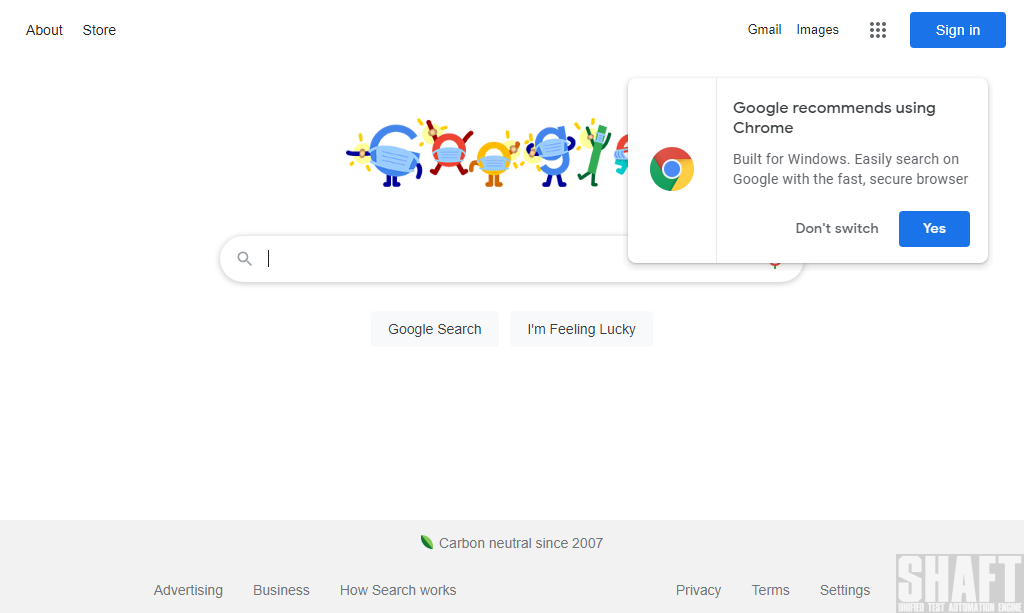 About Store Gmail Images Sign in
Google recommends using
Chrome
Built for Windows. Easily search on
Google with the fast, secure browser
Don't switch Yes
Google Search I'm Feeling Lucky
Carbon neutral since 2007
Advertising Business How Search works Privacy Terms Settings
SHAFT
UNIFIED TEST AUTOMATION ENGINE